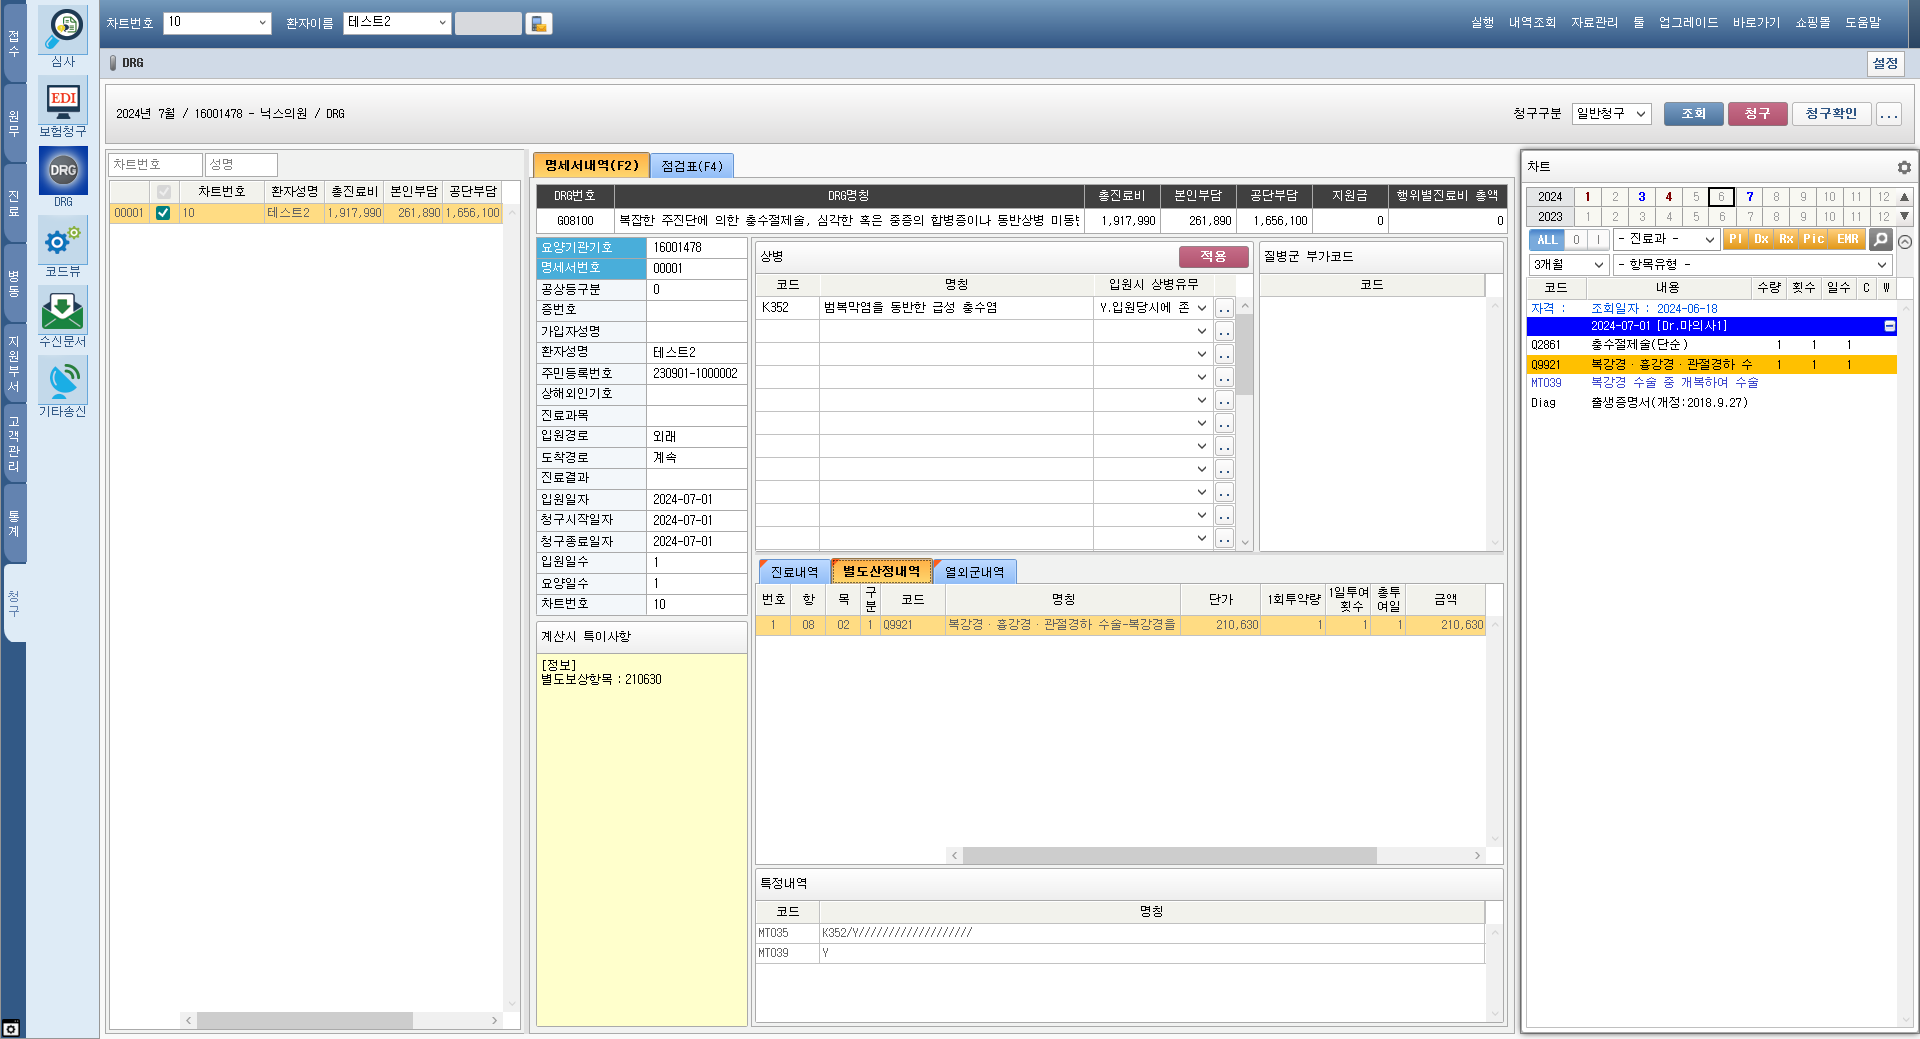 차트번호 10 환자이름 테스트2
실행 내역조회 자료관리 툴 업그레이드 바로가기 쇼핑몰 도움말
접수
원무
진료
병동
지원부서
고객관리
통계
청구
심사
EDI
보험청구
DRG
DRG
코드뷰
수신문서
기타송신
DRG
설정
2024년 7월 / 16001478 - 닉스의원 / DRG
청구구분 일반청구 조회 청구 청구확인 ...
차트번호 성명
차트번호 환자성명 총진료비 본인부담 공단부담
00001 10 테스트2 1,917,990 261,890 1,656,100
명세서내역(F2) 점검표(F4)
DRG번호 DRG명칭 총진료비 본인부담 공단부담 지원금 행위별진료비 총액
G08100 복잡한 주진단에 의한 충수절제술, 심각한 혹은 중증의 합병증이나 동반상병 미동 1,917,990 261,890 1,656,100 0 0
요양기관기호 16001478
명세서번호 00001
공상등구분 0
증번호
가입자성명
환자성명 테스트2
주민등록번호 230901-1000002
상해외인기호
진료과목
입원경로 외래
도착경로 계속
진료결과
입원일자 2024-07-01
청구시작일자 2024-07-01
청구종료일자 2024-07-01
입원일수 1
요양일수 1
차트번호 10
계산시 특이사항
[정보]
별도보상항목 : 210630
상병 적용
코드 명칭 입원시 상병유무
K352 범복막염을 동반한 급성 충수염 Y.입원당시에 존 ..
..
..
..
..
..
..
..
..
..
..
질병군 부가코드
코드
진료내역 별도산정내역 열외군내역
번호 항 목 구분 코드 명칭 단가 1회투약량 1일투여횟수 총투여일 금액
1 08 02 1 Q9921 복강경 · 흉강경 · 관절경하 수술-복강경을 210,630 1 1 1 210,630
특정내역
코드 명칭
MT035 K352/Y///////////////////
MT039 Y
차트
2024 1 2 3 4 5 6 7 8 9 10 11 12
2023 1 2 3 4 5 6 7 8 9 10 11 12
ALL O I - 진료과 - PI Dx Rx Pic EMR
3개월 - 항목유형 -
코드 내용 수량 횟수 일수 C W
자격 : 조회일자 : 2024-06-18
2024-07-01 [Dr.마의사1]
Q2861 충수절제술(단순) 1 1 1
Q9921 복강경 · 흉강경 · 관절경하 수 1 1 1
MT039 복강경 수술 중 개복하여 수술
Diag 출생증명서(개정:2018.9.27)